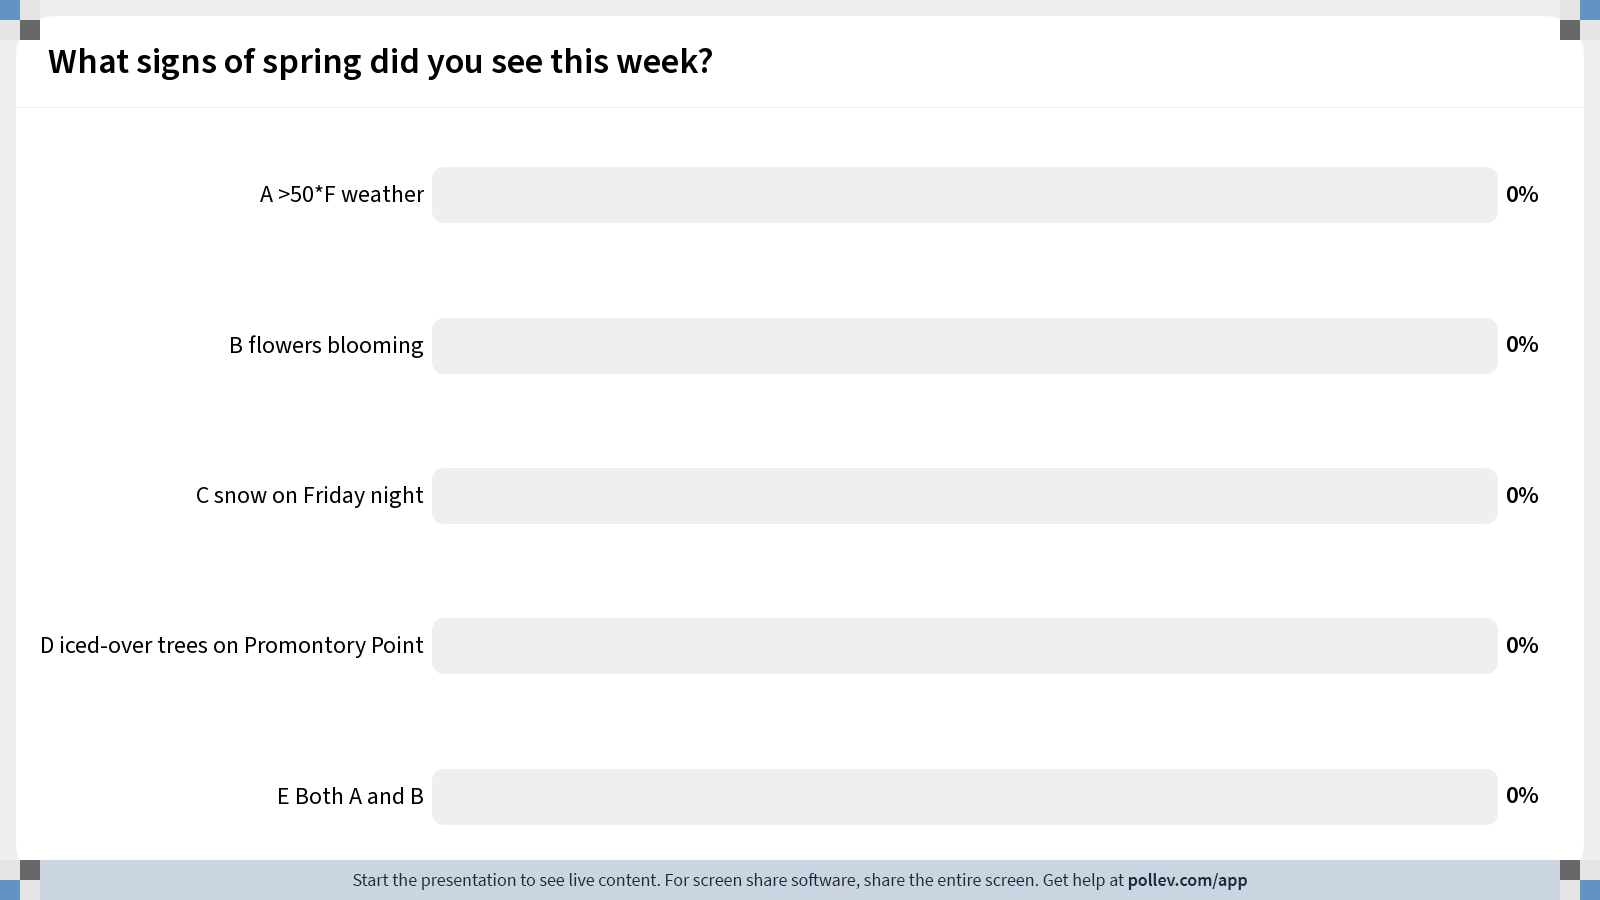 What signs of spring did you see this week?
A >50*F weather 0%
B flowers blooming 0%
C snow on Friday night 0%
D iced-over trees on Promontory Point 0%
E Both A and B 0%
Start the presentation to see live content. For screen share software, share the entire screen. Get help at pollev.com/app